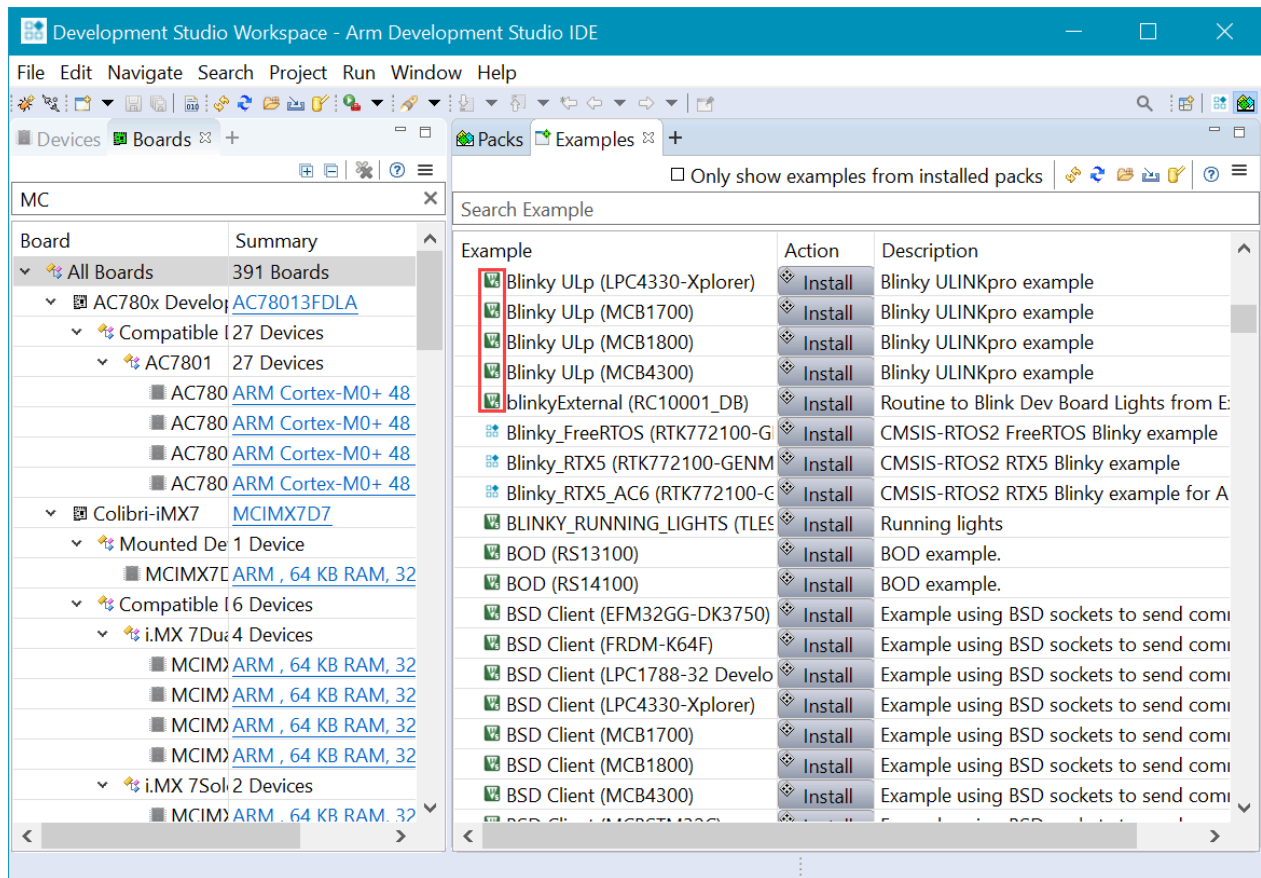 Development Studio Workspace - Arm Development Studio IDE
File Edit Navigate Search Project Run Window Help
Devices Boards +
Packs Examples +
Only show examples from installed packs
MC
Search Example
Board Summary
All Boards 391 Boards
AC780x Develo AC78013FDLA
Compatible 27 Devices
AC7801 27 Devices
AC780 ARM Cortex-M0+ 48
AC780 ARM Cortex-M0+ 48
AC780 ARM Cortex-M0+ 48
AC780 ARM Cortex-M0+ 48
Colibri-iMX7 MCIMX7D7
Mounted De 1 Device
MCIMX7D ARM , 64 KB RAM, 32
Compatible 6 Devices
i.MX 7Dua 4 Devices
MCIMX ARM , 64 KB RAM, 32
MCIMX ARM , 64 KB RAM, 32
MCIMX ARM , 64 KB RAM, 32
MCIMX ARM , 64 KB RAM, 32
i.MX 7Sol 2 Devices
MCIMX ARM , 64 KB RAM, 32
Example Action Description
Blinky ULp (LPC4330-Xplorer) Install Blinky ULINKpro example
Blinky ULp (MCB1700) Install Blinky ULINKpro example
Blinky ULp (MCB1800) Install Blinky ULINKpro example
Blinky ULp (MCB4300) Install Blinky ULINKpro example
blinkyExternal (RC10001_DB) Install Routine to Blink Dev Board Lights from E
Blinky_FreeRTOS (RTK772100-G Install CMSIS-RTOS2 FreeRTOS Blinky example
Blinky_RTX5 (RTK772100-GENM Install CMSIS-RTOS2 RTX5 Blinky example
Blinky_RTX5_AC6 (RTK772100-G Install CMSIS-RTOS2 RTX5 Blinky example for A
BLINKY_RUNNING_LIGHTS (TLE9 Install Running lights
BOD (RS13100) Install BOD example.
BOD (RS14100) Install BOD example.
BSD Client (EFM32GG-DK3750) Install Example using BSD sockets to send com
BSD Client (FRDM-K64F) Install Example using BSD sockets to send com
BSD Client (LPC1788-32 Develo Install Example using BSD sockets to send com
BSD Client (LPC4330-Xplorer) Install Example using BSD sockets to send com
BSD Client (MCB1700) Install Example using BSD sockets to send com
BSD Client (MCB1800) Install Example using BSD sockets to send com
BSD Client (MCB4300) Install Example using BSD sockets to send com